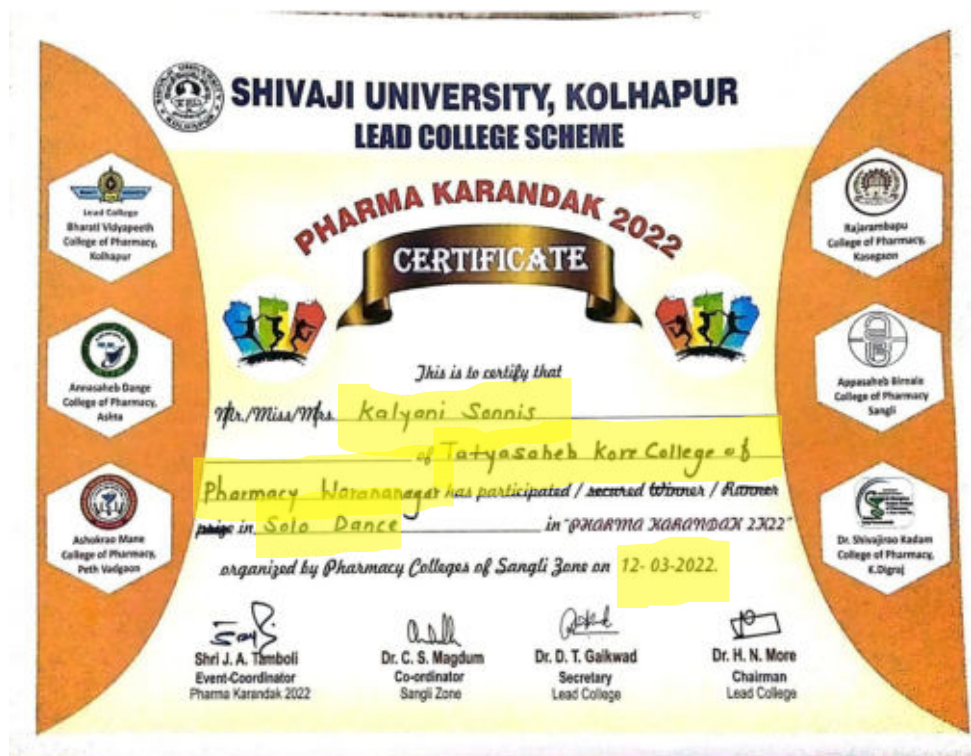 SHIVAJI UNIVERSITY, KOLHAPUR
LEAD COLLEGE SCHEME
PHARMA KARANDAK 2022
CERTIFICATE
Lead College
Bharati Vidyapeeth
College of Pharmacy,
Kolhapur
Annasaheb Dange
College of Pharmacy,
Ashta
Ashokrao Mane
College of Pharmacy,
Peth Vadgaon
Rajarambapu
College of Pharmacy,
Kasegaon
Appasaheb Birnale
College of Pharmacy
Sangli
Dr. Shivajirao Kadam
College of Pharmacy,
K.Digraj
This is to certify that
Mr./Miss/Mrs. Kalyani Sonnis
of Tatyasaheb Kore College of
Pharmacy Warananagar has participated / secured Winner / Runner
prize in Solo Dance in "PHARMA KARANDAK 2K22"
organized by Pharmacy Colleges of Sangli Zone on 12-03-2022.
Shri J. A. Tamboli
Event-Coordinator
Pharma Karandak 2022
Dr. C. S. Magdum
Co-ordinator
Sangli Zone
Dr. D. T. Gaikwad
Secretary
Lead College
Dr. H. N. More
Chairman
Lead College